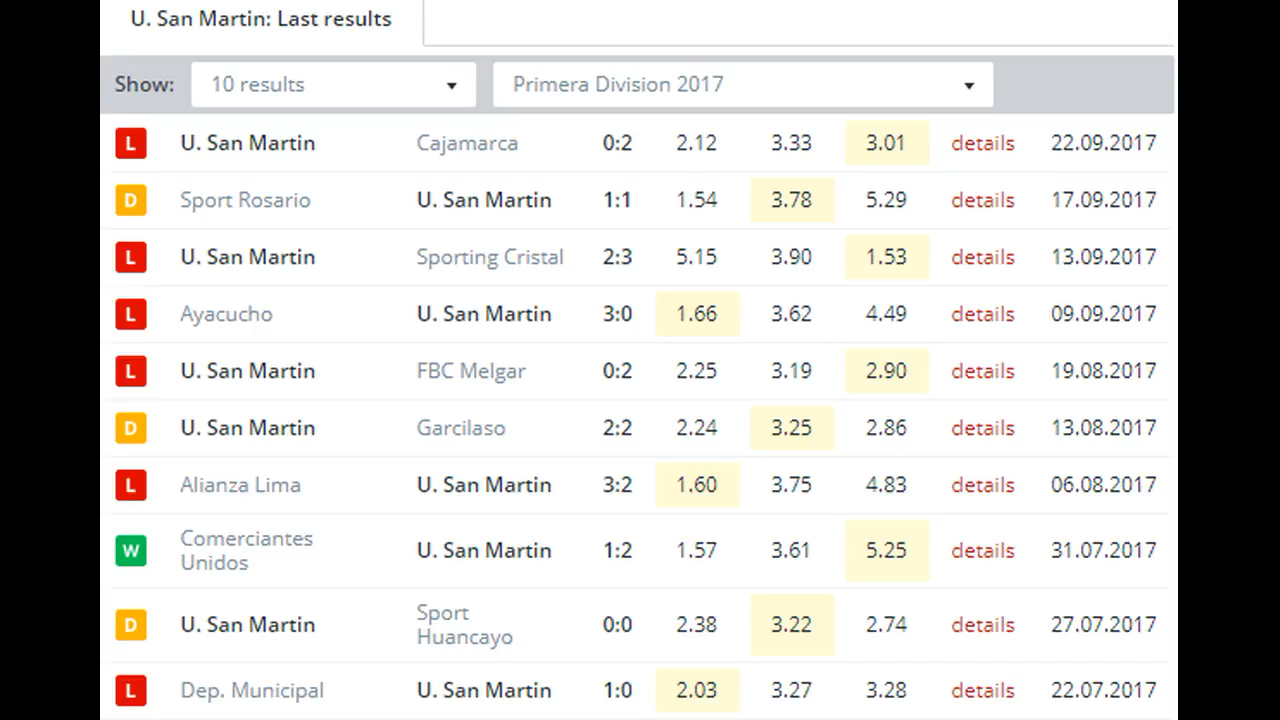 U. San Martin: Last results
Show: 10 results Primera Division 2017
L U. San Martin Cajamarca 0:2 2.12 3.33 3.01 details 22.09.2017
D Sport Rosario U. San Martin 1:1 1.54 3.78 5.29 details 17.09.2017
L U. San Martin Sporting Cristal 2:3 5.15 3.90 1.53 details 13.09.2017
L Ayacucho U. San Martin 3:0 1.66 3.62 4.49 details 09.09.2017
L U. San Martin FBC Melgar 0:2 2.25 3.19 2.90 details 19.08.2017
D U. San Martin Garcilaso 2:2 2.24 3.25 2.86 details 13.08.2017
L Alianza Lima U. San Martin 3:2 1.60 3.75 4.83 details 06.08.2017
W Comerciantes
Unidos U. San Martin 1:2 1.57 3.61 5.25 details 31.07.2017
D U. San Martin Sport
Huancayo 0:0 2.38 3.22 2.74 details 27.07.2017
L Dep. Municipal U. San Martin 1:0 2.03 3.27 3.28 details 22.07.2017